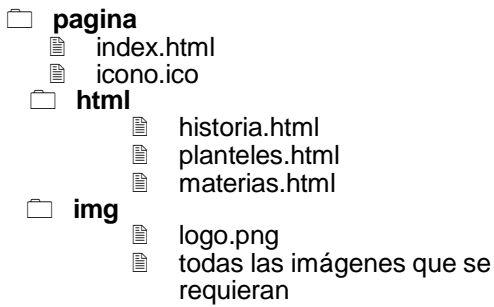 pagina
index.html
icono.ico
html
historia.html
planteles.html
materias.html
img
logo.png
todas las imágenes que se
requieran